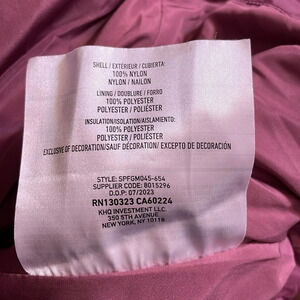 SHELL / EXTÉRIEUR / CUBIERTA:
100% NYLON
NYLON / NAILON
LINING / DOUBLURE / FORRO
100% POLYESTER
POLYESTER / POLIÉSTER
INSULATION/ISOLATION/AISLAMIENTO:
100% POLYESTER
POLYESTER / POLIÉSTER
EXCLUSIVE OF DECORATION/SAUF DÉCORATION/ EXCEPTO DE DECORACIÓN
STYLE: SPFGM045-654
SUPPLIER CODE: 8015296
D.O.P: 07/2023
RN130323 CA60224
KHQ INVESTMENT LLC:
350 5TH AVENUE
NEW YORK, NY 10118